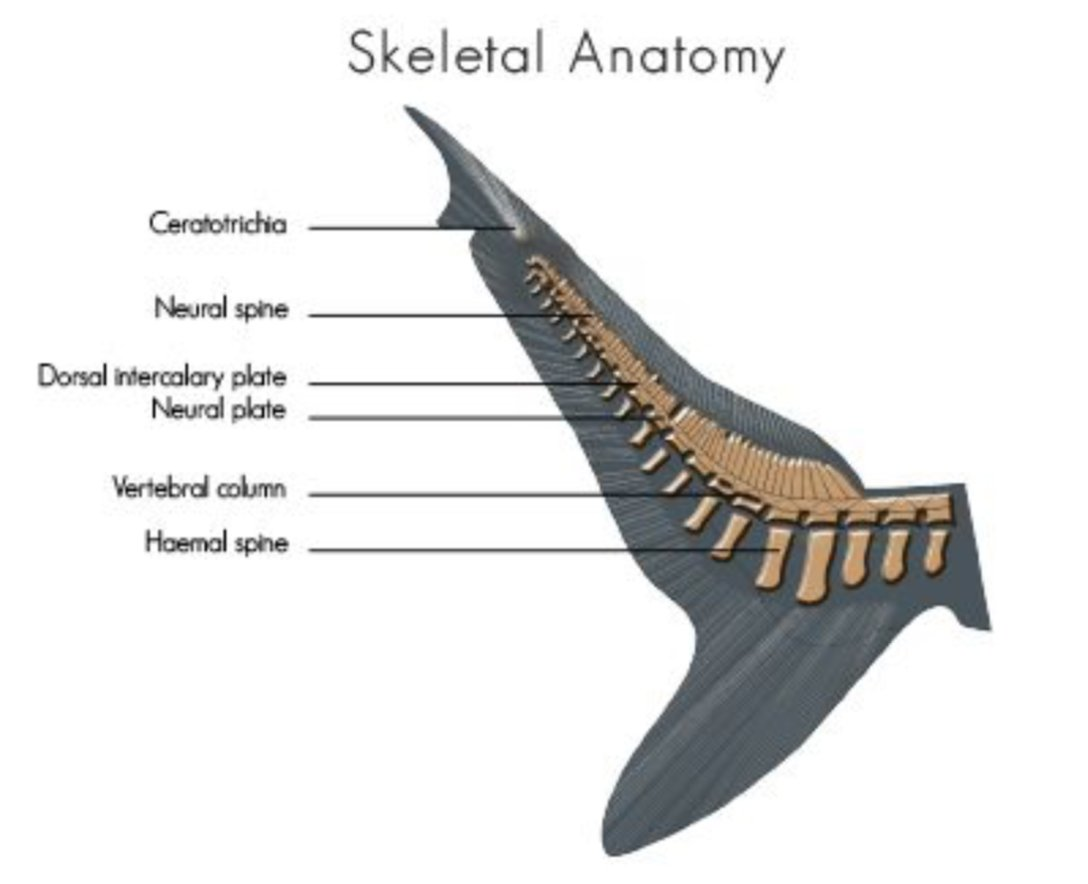 Skeletal Anatomy
Ceratotrichia
Neural spine
Dorsal intercalary plate
Neural plate
Vertebral column
Haemal spine